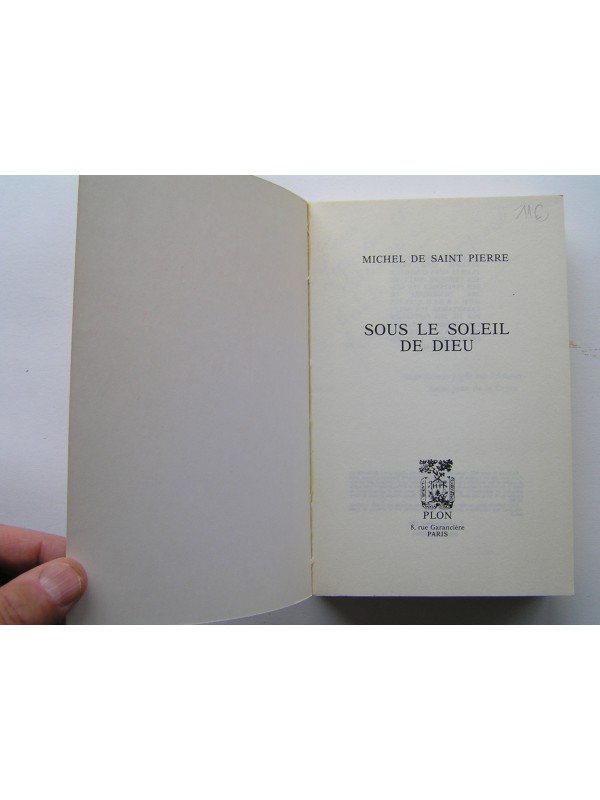 MICHEL DE SAINT PIERRE
SOUS LE SOLEIL
DE DIEU
PLON
8, rue Garancière
PARIS